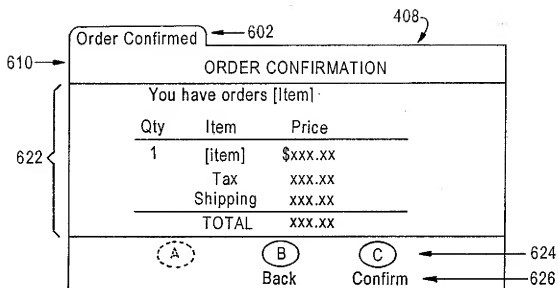 408
Order Confirmed 602
610 ORDER CONFIRMATION
You have orders [Item]
Qty Item Price
622 1 [item] $xxx.xx
Tax xxx.xx
Shipping xxx.xx
TOTAL xxx.xx
A B C 624
Back Confirm 626